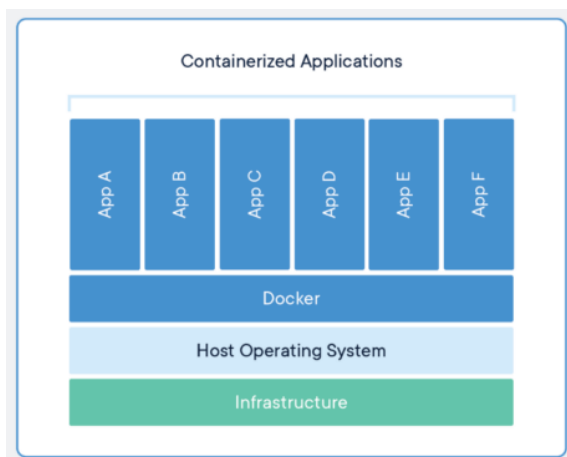 Containerized Applications
App A
App B
App C
App D
App E
App F
Docker
Host Operating System
Infrastructure